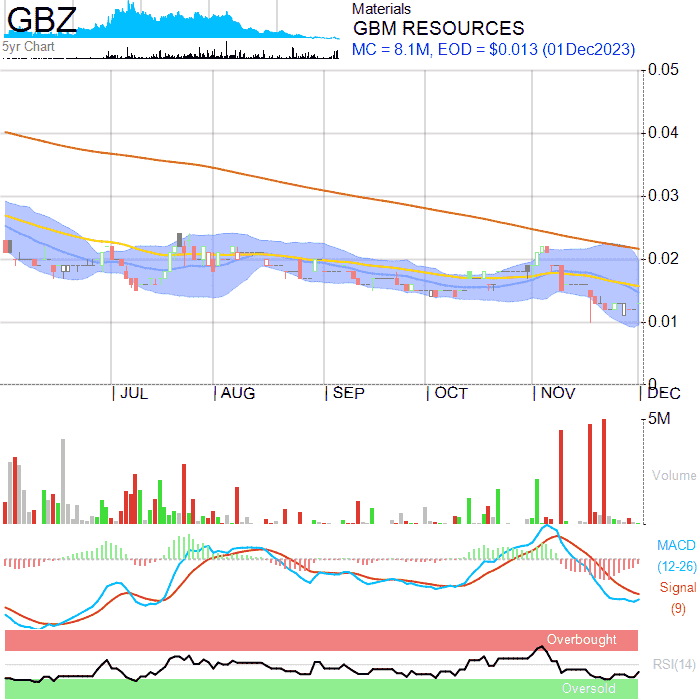 GBZ
5yr Chart
Materials
GBM RESOURCES
MC = 8.1M, EOD = $0.013 (01Dec2023)
0.05
0.04
0.03
0.02
0.01
0
JUL
AUG
SEP
OCT
NOV
DEC
5M
Volume
MACD
(12-26)
Signal
(9)
Overbought
RSI(14)
Oversold